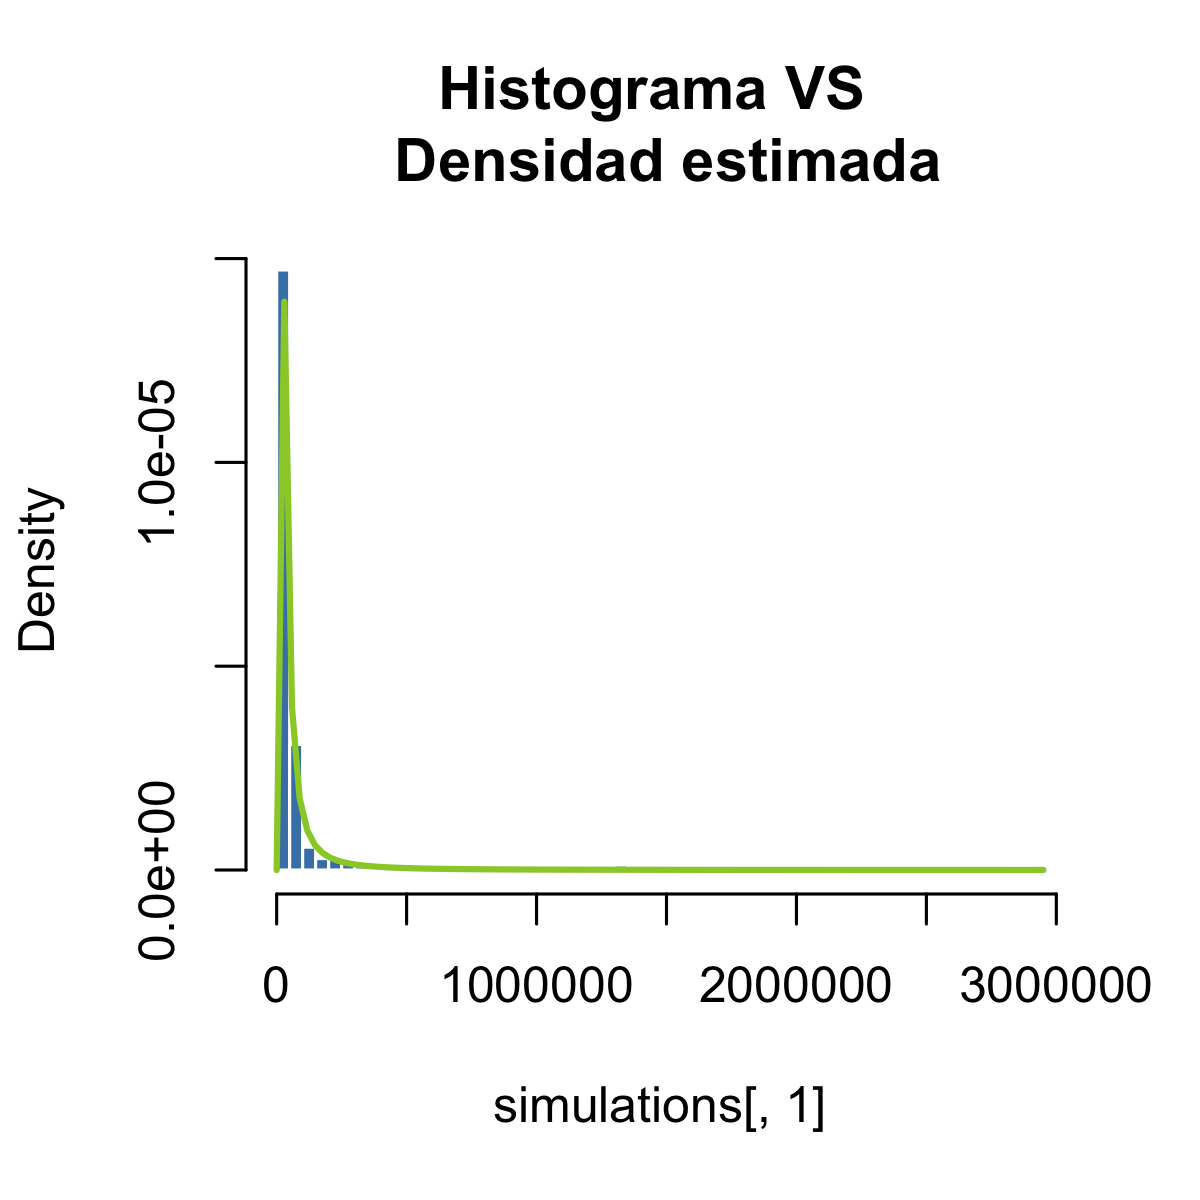 Histograma VS
Densidad estimada
Density
1.0e-05
0.0e+00
0
1000000
2000000
3000000
simulations[, 1]